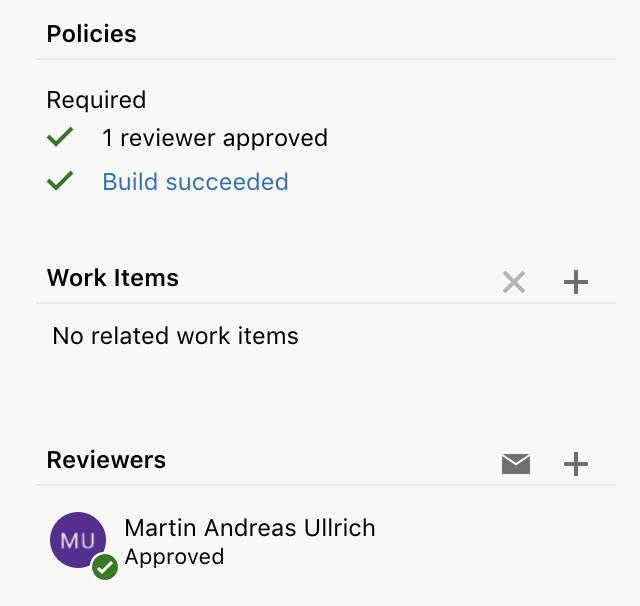 Policies
Required
1 reviewer approved
Build succeeded
Work Items
No related work items
Reviewers
MU
Martin Andreas Ullrich
Approved